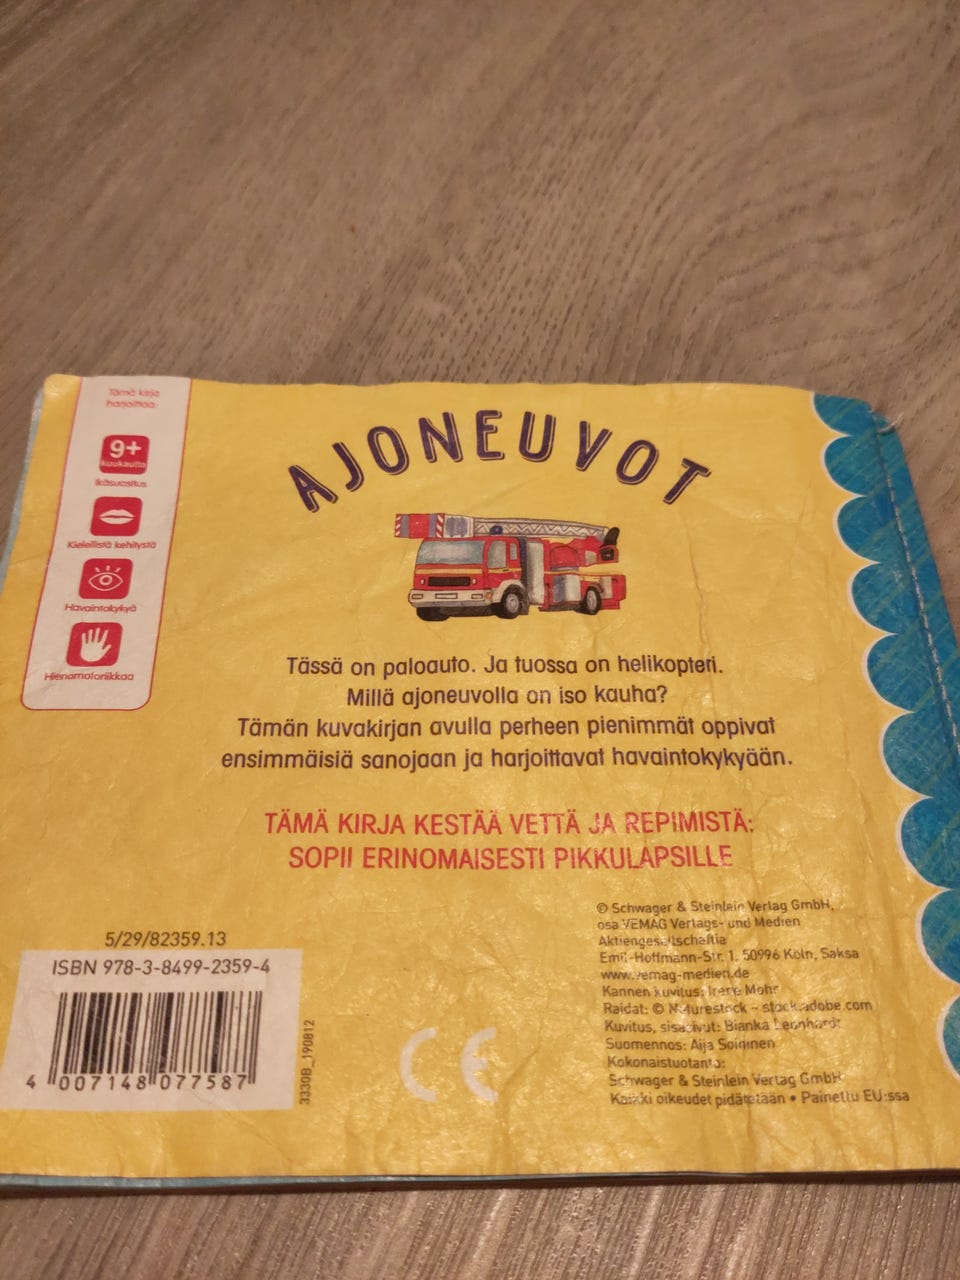 Tämä kirja
harjoittaa:
9+
kuukautta
Ikäsuositus
Kielellistä kehitystä
Havaintokykyä
Hienomotoriikkaa
AJONEUVOT
Tässä on paloauto. Ja tuossa on helikopteri.
Millä ajoneuvolla on iso kauha?
Tämän kuvakirjan avulla perheen pienimmät oppivat
ensimmäisiä sanojaan ja harjoittavat havaintokykyään.
TÄMÄ KIRJA KESTÄÄ VETTÄ JA REPIMISTÄ:
SOPII ERINOMAISESTI PIKKULAPSILLE
5/29/82359.13
ISBN 978-3-8499-2359-4
4 007148 077587
3330B_190812
CE
© Schwager & Steinlein Verlag GmbH,
osa VEMAG Verlags- und Medien
Aktiengesellschaftia
Emil-Hoffmann-Str. 1, 50996 Köln, Saksa
www.vemag-medien.de
Kannen kuvitus: Irene Mohr
Raidat: © Naturestock – stock.adobe.com
Kuvitus, sisäsivut: Bianka Leonhardt
Suomennos: Aija Soininen
Kokonaistuotanto:
Schwager & Steinlein Verlag GmbH
Kaikki oikeudet pidätetään • Painettu EU:ssa